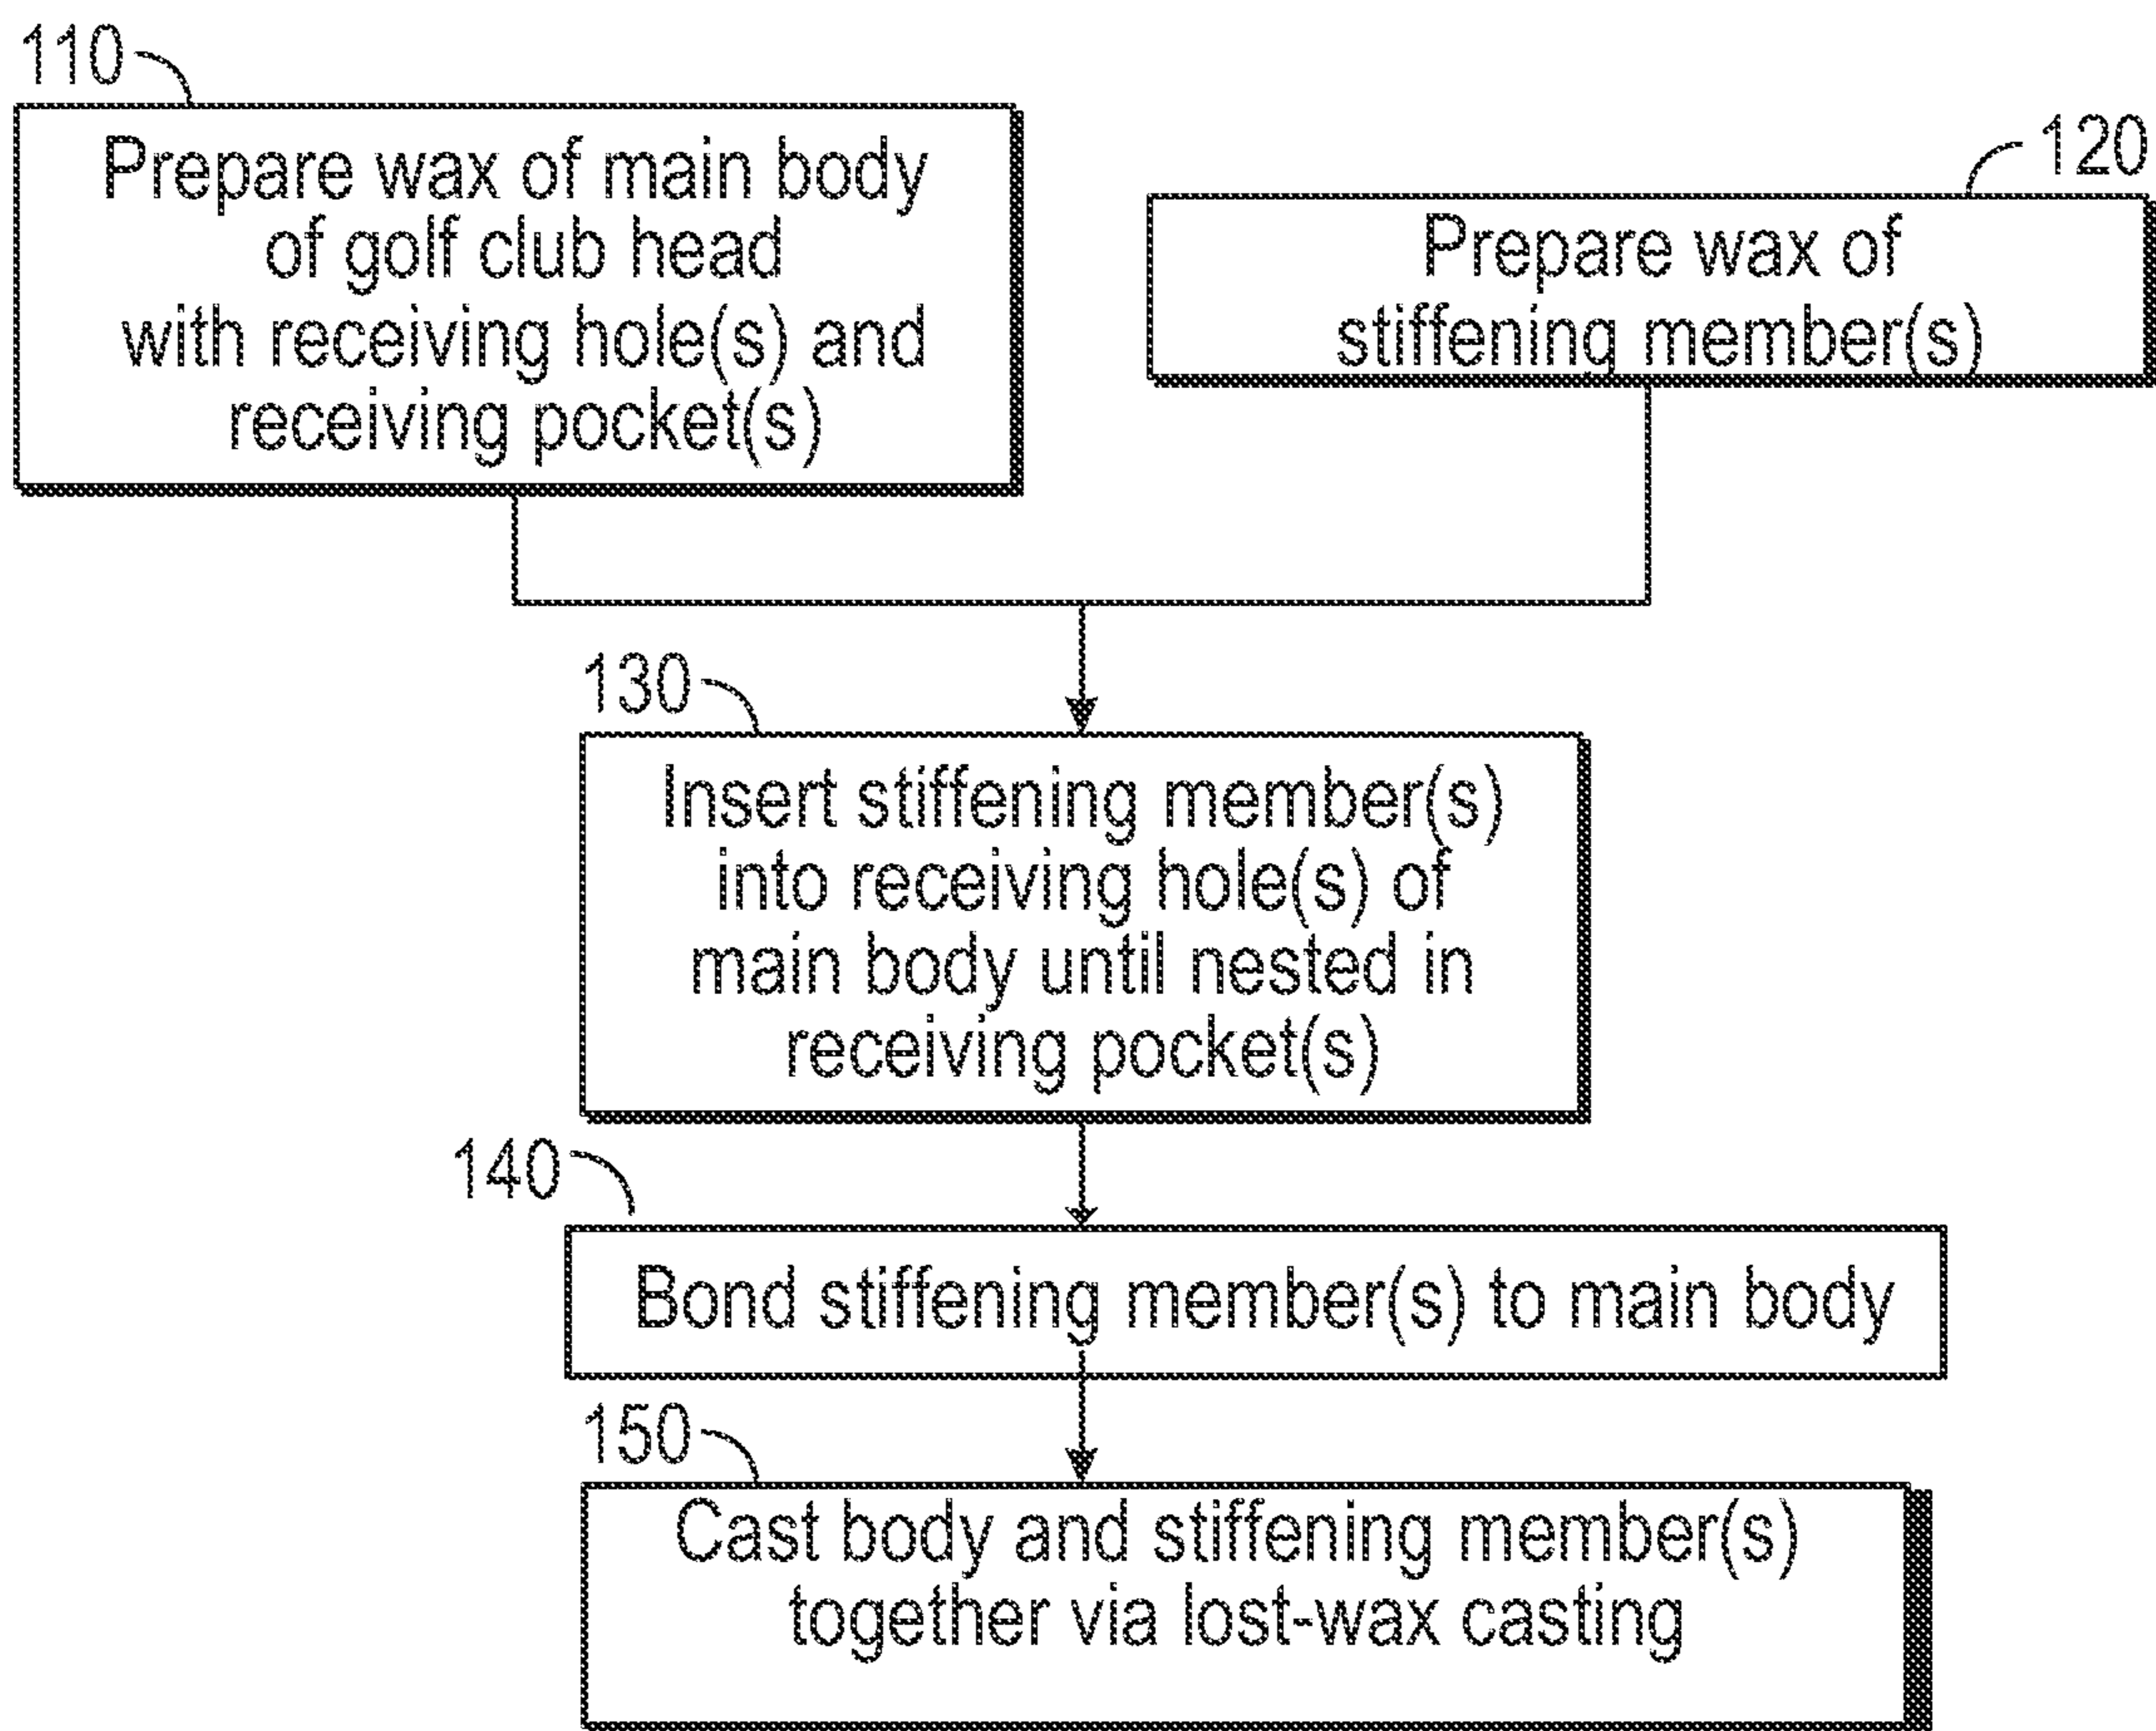 110
Prepare wax of main body
of golf club head
with receiving hole(s) and
receiving pocket(s)
120
Prepare wax of
stiffening member(s)
130
Insert stiffening member(s)
into receiving hole(s) of
main body until nested in
receiving pocket(s)
140
Bond stiffening member(s) to main body
150
Cast body and stiffening member(s)
together via lost-wax casting